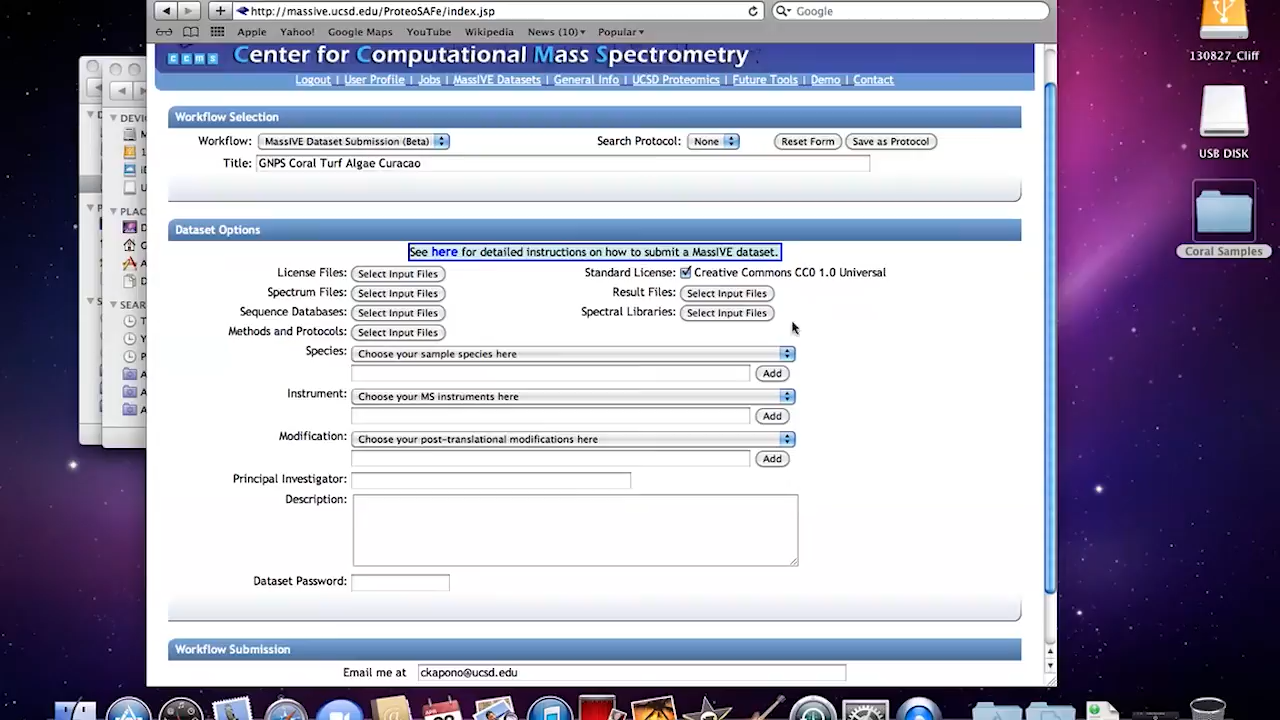 http://massive.ucsd.edu/ProteoSAFe/index.jsp
Google
Apple Yahoo! Google Maps YouTube Wikipedia News (10) Popular
130827_Cliff
ccms Center for Computational Mass Spectrometry
Logout | User Profile | Jobs | MassIVE Datasets | General Info | UCSD Proteomics | Future Tools | Demo | Contact
Workflow Selection
Workflow: MassIVE Dataset Submission (Beta) Search Protocol: None Reset Form Save as Protocol
USB DISK
Title: GNPS Coral Turf Algae Curacao
Dataset Options
Coral Samples
See here for detailed instructions on how to submit a MassIVE dataset.
License Files: Select Input Files Standard License: Creative Commons CC0 1.0 Universal
Spectrum Files: Select Input Files Result Files: Select Input Files
Sequence Databases: Select Input Files Spectral Libraries: Select Input Files
Methods and Protocols: Select Input Files
Species: Choose your sample species here
Add
Instrument: Choose your MS instruments here
Add
Modification: Choose your post-translational modifications here
Add
Principal Investigator:
Description:
Dataset Password:
Workflow Submission
Email me at ckapono@ucsd.edu